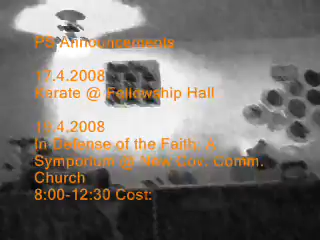 PS Announcements
17.4.2008
Karate @ Fellowship Hall
19.4.2008
In Defense of the Faith: A
Symposium @ New Cov. Comm.
Church
8:00-12:30 Cost: